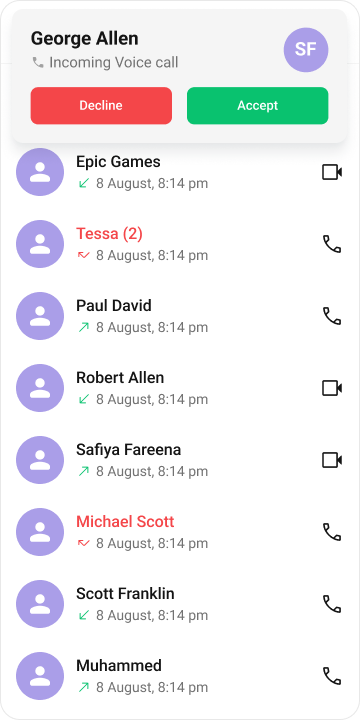 George Allen
SF
Incoming Voice call
Decline
Accept
Epic Games
8 August, 8:14 pm
Tessa (2)
8 August, 8:14 pm
Paul David
8 August, 8:14 pm
Robert Allen
8 August, 8:14 pm
Safiya Fareena
8 August, 8:14 pm
Michael Scott
8 August, 8:14 pm
Scott Franklin
8 August, 8:14 pm
Muhammed
8 August, 8:14 pm